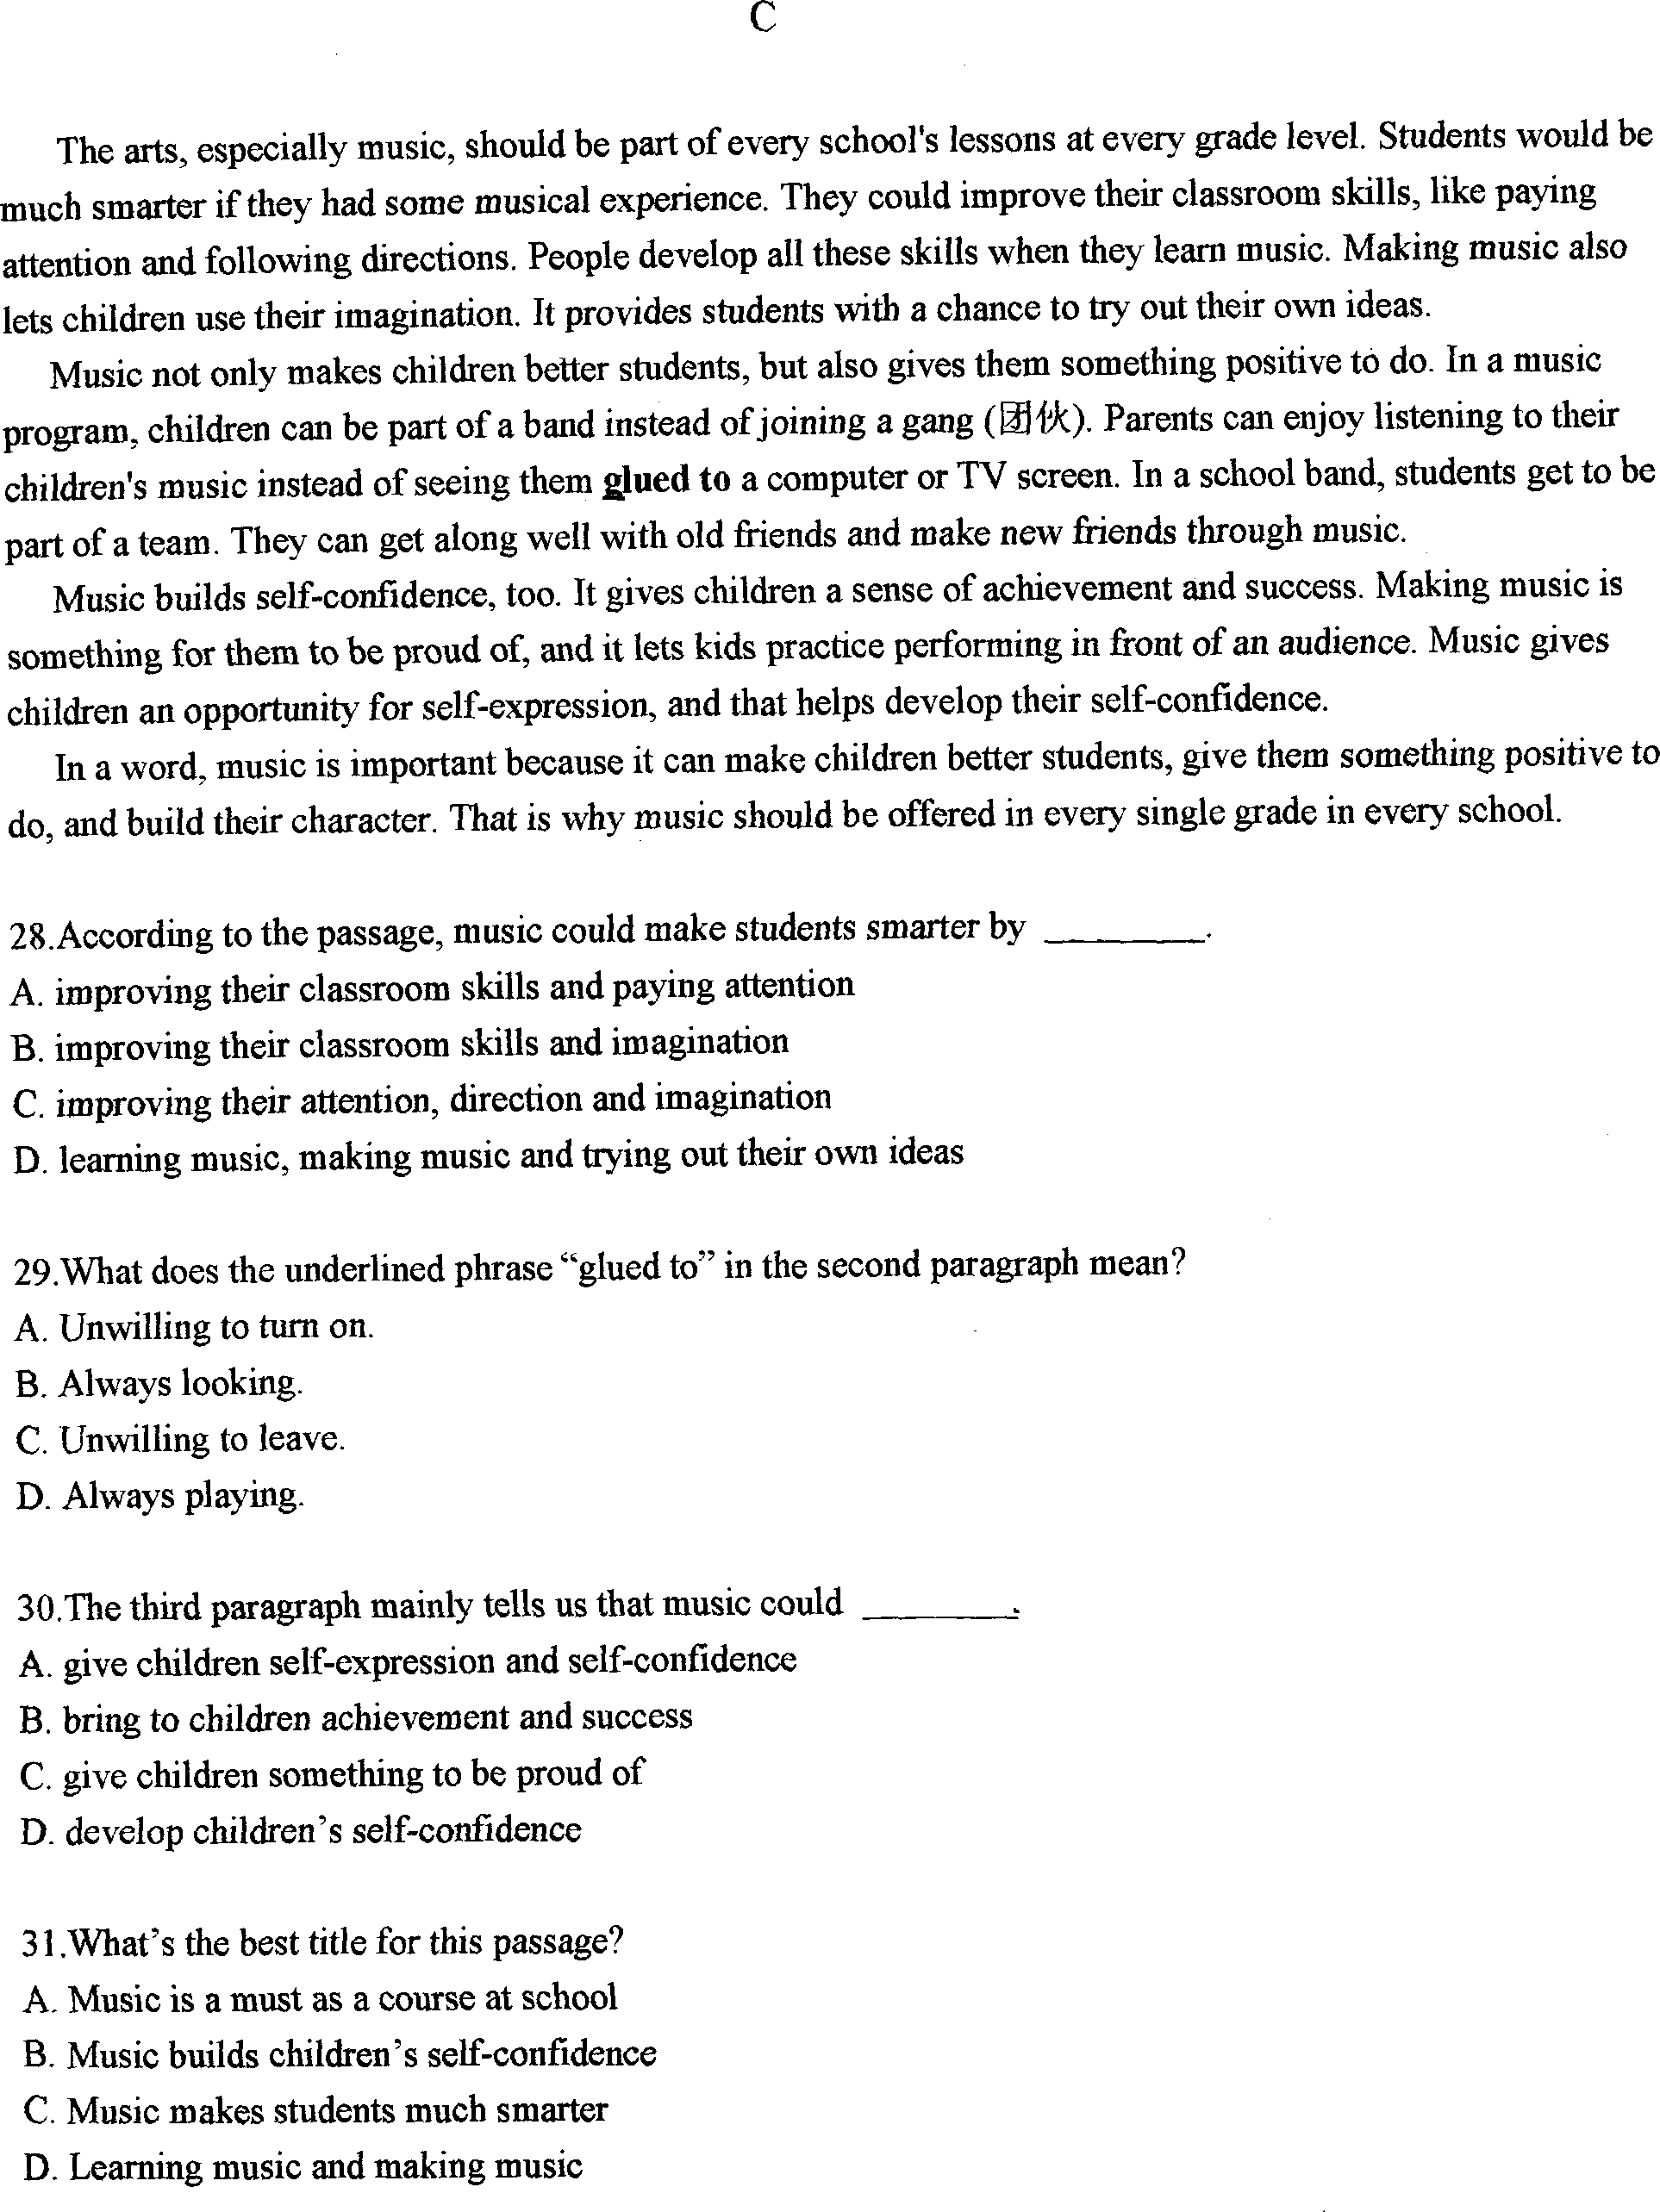 C
The arts, especially music, should be part of every school's lessons at every grade level. Students would be
much smarter if they had some musical experience. They could improve their classroom skills, like paying
attention and following directions. People develop all these skills when they learn music. Making music also
lets children use their imagination. It provides students with a chance to try out their own ideas.
Music not only makes children better students, but also gives them something positive to do. In a music
program, children can be part of a band instead of joining a gang (团伙). Parents can enjoy listening to their
children's music instead of seeing them glued to a computer or TV screen. In a school band, students get to be
part of a team. They can get along well with old friends and make new friends through music.
Music builds self-confidence, too. It gives children a sense of achievement and success. Making music is
something for them to be proud of, and it lets kids practice performing in front of an audience. Music gives
children an opportunity for self-expression, and that helps develop their self-confidence.
In a word, music is important because it can make children better students, give them something positive to
do, and build their character. That is why music should be offered in every single grade in every school.
28.According to the passage, music could make students smarter by ________.
A. improving their classroom skills and paying attention
B. improving their classroom skills and imagination
C. improving their attention, direction and imagination
D. learning music, making music and trying out their own ideas
29.What does the underlined phrase “glued to” in the second paragraph mean?
A. Unwilling to turn on.
B. Always looking.
C. Unwilling to leave.
D. Always playing.
30.The third paragraph mainly tells us that music could ________.
A. give children self-expression and self-confidence
B. bring to children achievement and success
C. give children something to be proud of
D. develop children’s self-confidence
31.What’s the best title for this passage?
A. Music is a must as a course at school
B. Music builds children’s self-confidence
C. Music makes students much smarter
D. Learning music and making music